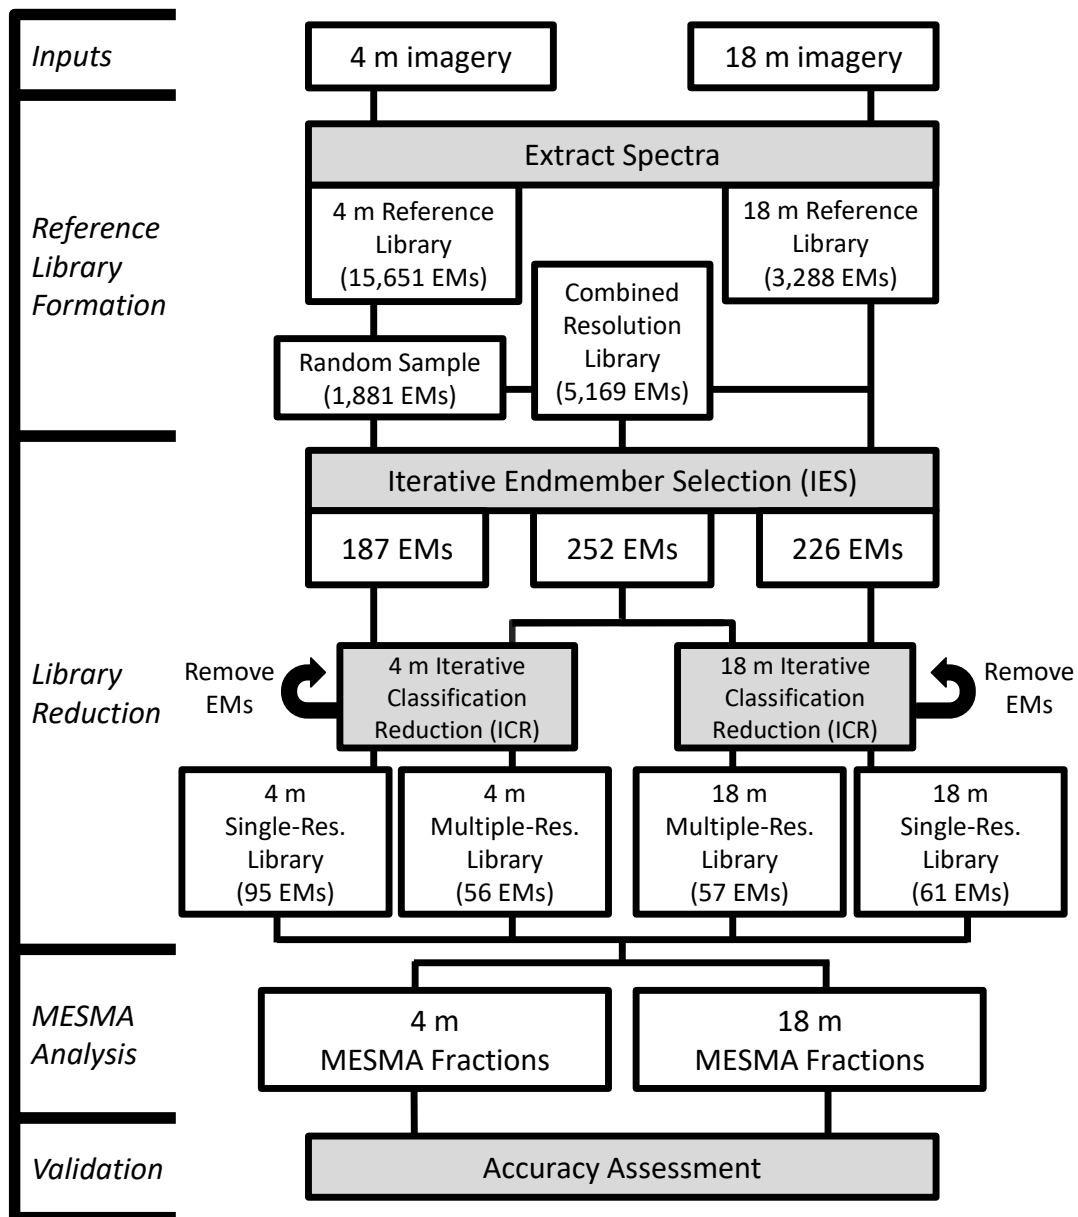 Inputs
4 m imagery
18 m imagery
Reference
Library
Formation
Extract Spectra
4 m Reference
Library
(15,651 EMs)
18 m Reference
Library
(3,288 EMs)
Combined
Resolution
Library
(5,169 EMs)
Random Sample
(1,881 EMs)
Library
Reduction
Iterative Endmember Selection (IES)
187 EMs
252 EMs
226 EMs
Remove
EMs
4 m Iterative
Classification
Reduction (ICR)
18 m Iterative
Classification
Reduction (ICR)
Remove
EMs
4 m
Single-Res.
Library
(95 EMs)
4 m
Multiple-Res.
Library
(56 EMs)
18 m
Multiple-Res.
Library
(57 EMs)
18 m
Single-Res.
Library
(61 EMs)
MESMA
Analysis
4 m
MESMA Fractions
18 m
MESMA Fractions
Validation
Accuracy Assessment